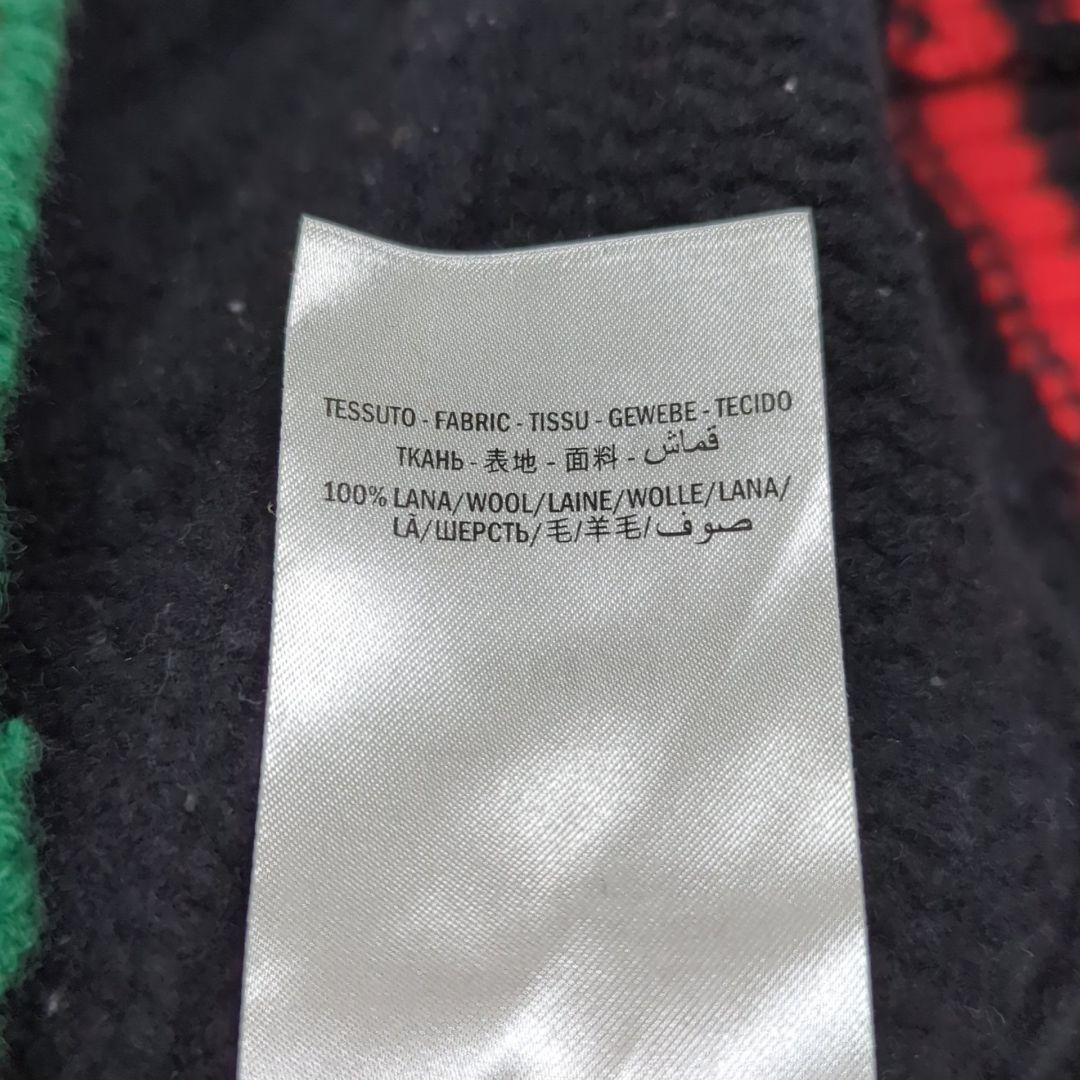 TESSUTO - FABRIC - TISSU - GEWEBE - TECIDO
ТКАНЬ - 表地 - 面料 - قماش
100% LANA/WOOL/LAINE/WOLLE/LANA/
LÃ/ШЕРСТЬ/毛/羊毛/صوف